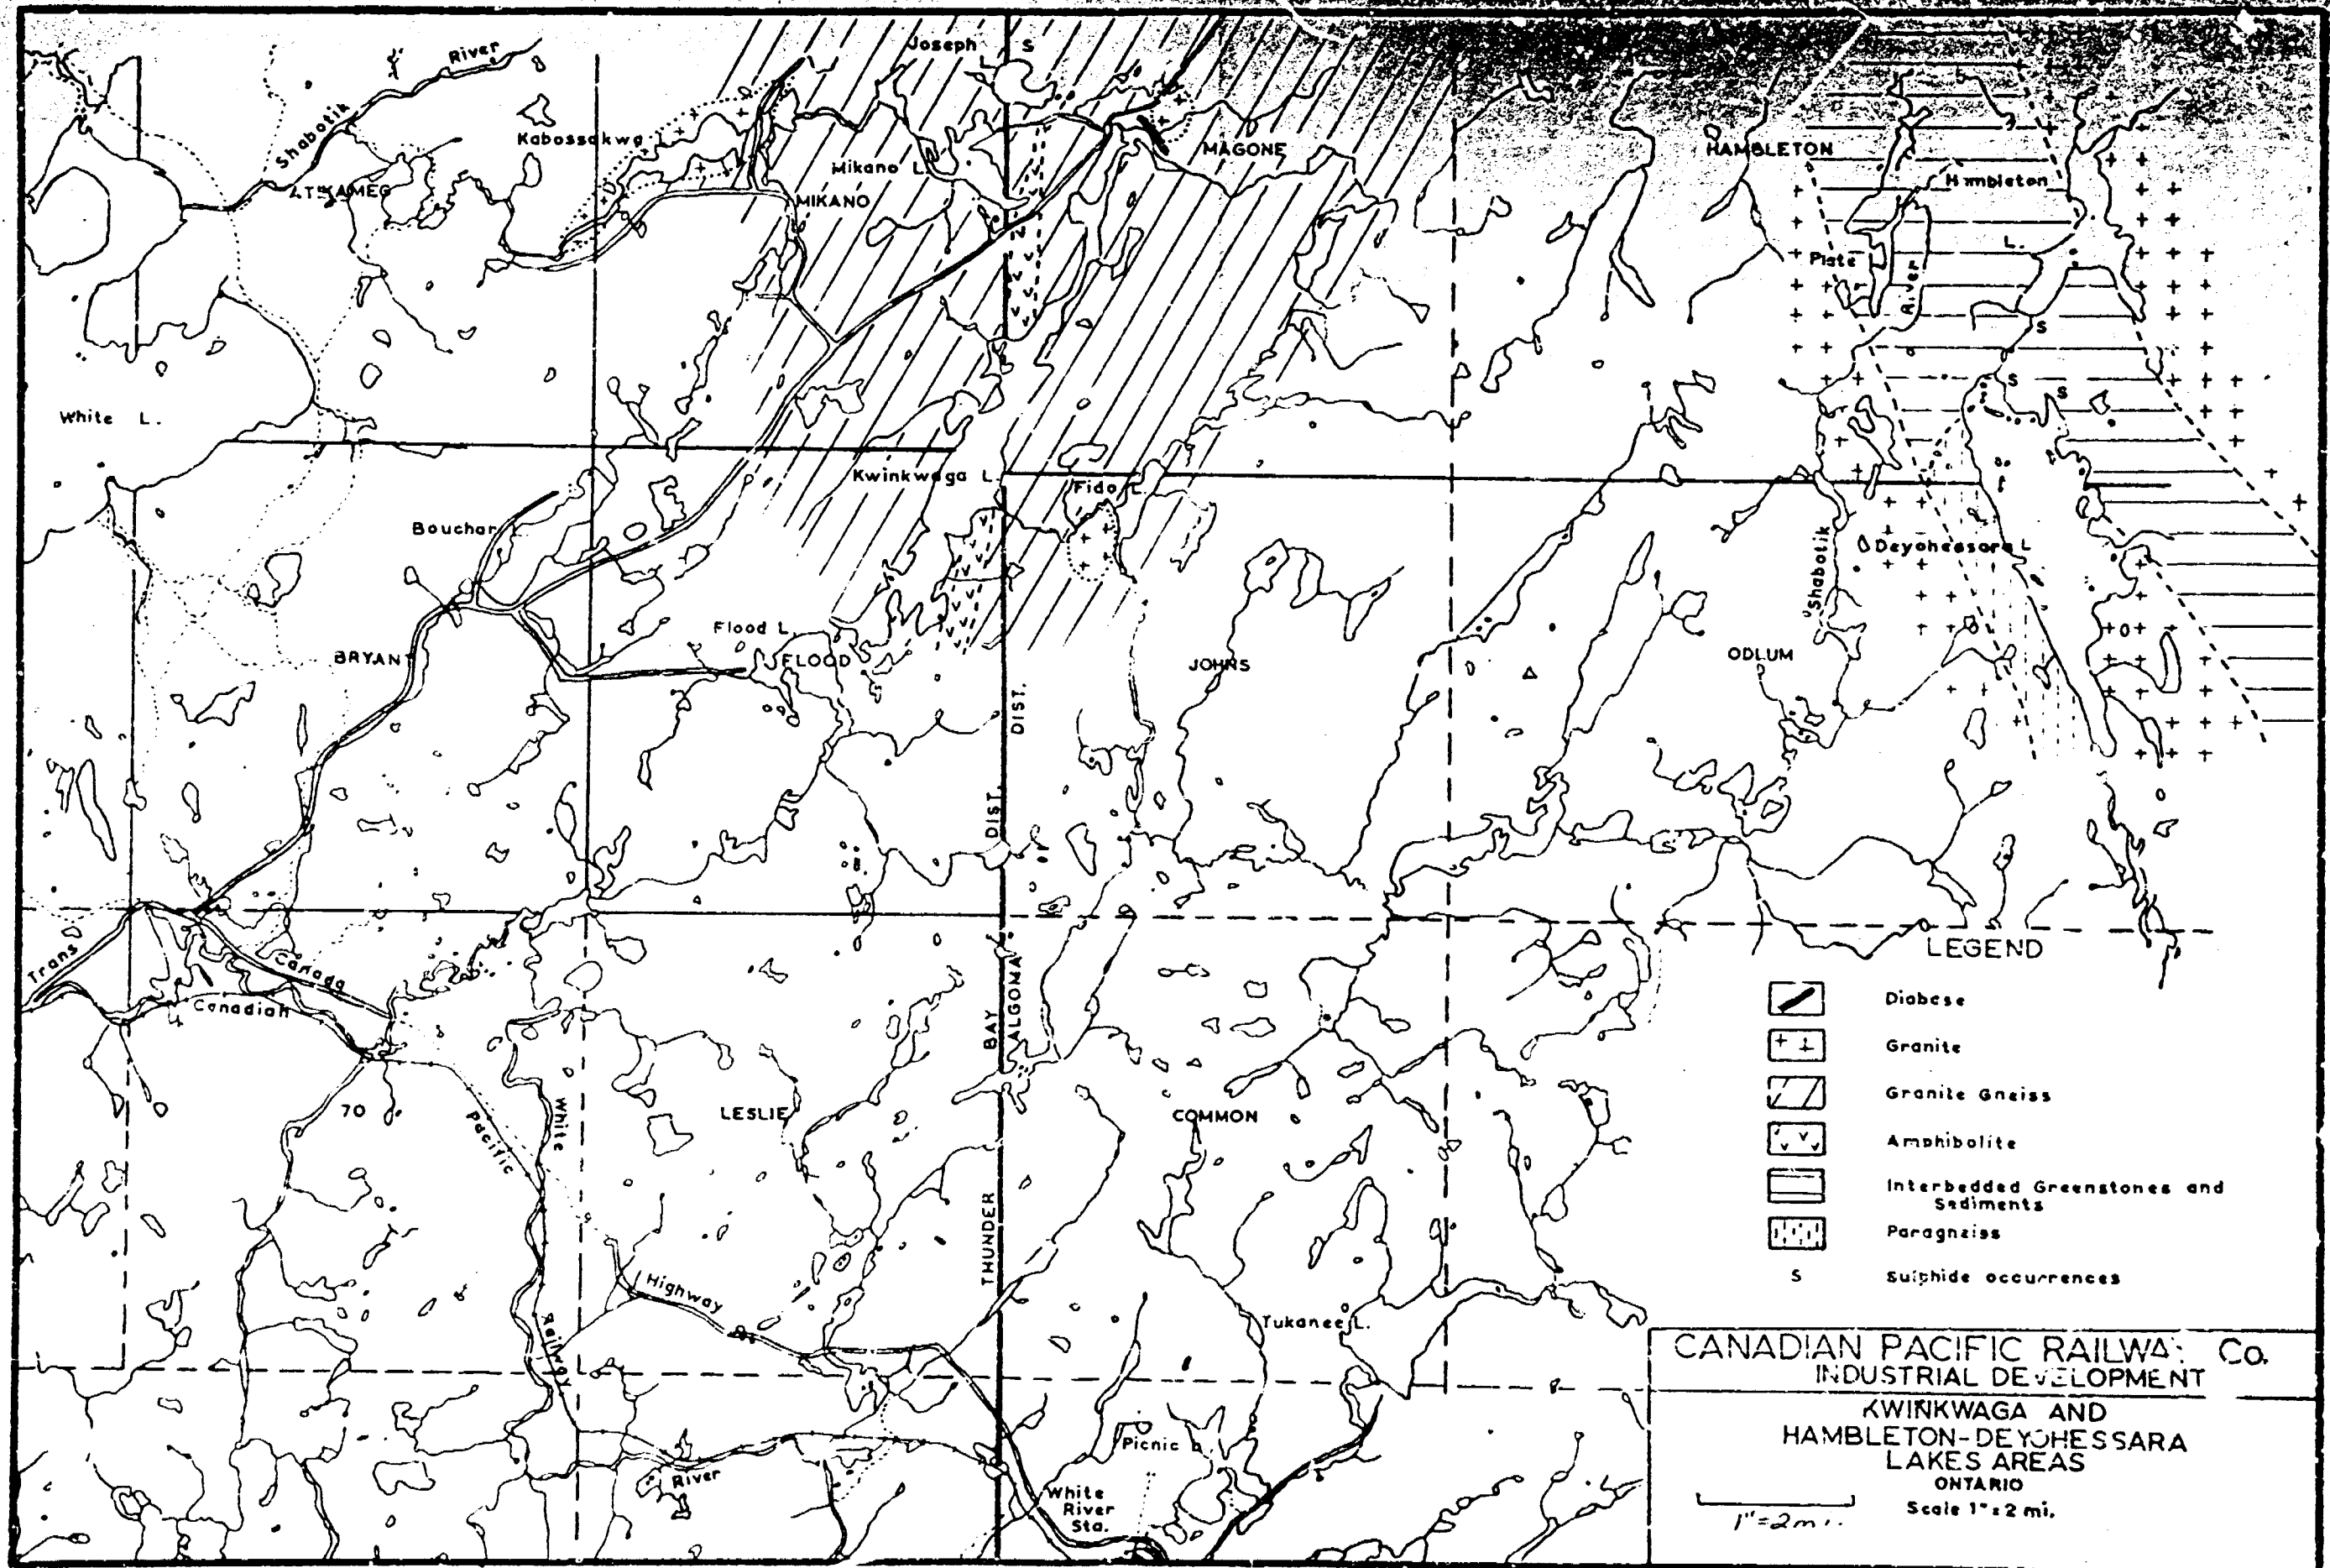 Joseph
S
River
Shabotik
Kabossakwa
MAGONE
HAMBLETON
Mikano L.
MIKANO
Hambleton
L.
River
S
S
S
White L.
Kwinkwaga L.
Fido L.
Bouchar
Shabotik
Deyohessara L
Flood L.
FLOOD
BRYANT
JOHNS
ODLUM
DIST.
DIST.
Trans
Canada
Canadian
BAY
ALGOMA
70
Pacific
White
LESLIE
COMMON
THUNDER
Highway
Railway
Tukanee L.
River
Picnic
White
River
Sta.
LEGEND
Diabase
Granite
Granite Gneiss
Amphibolite
Interbedded Greenstones and
Sediments
Paragneiss
S Sulphide occurrences
CANADIAN PACIFIC RAILWAY Co.
INDUSTRIAL DEVELOPMENT
KWINKWAGA AND
HAMBLETON-DEYOHESSARA
LAKES AREAS
ONTARIO
Scale 1"=2 mi.
1"=2mi.